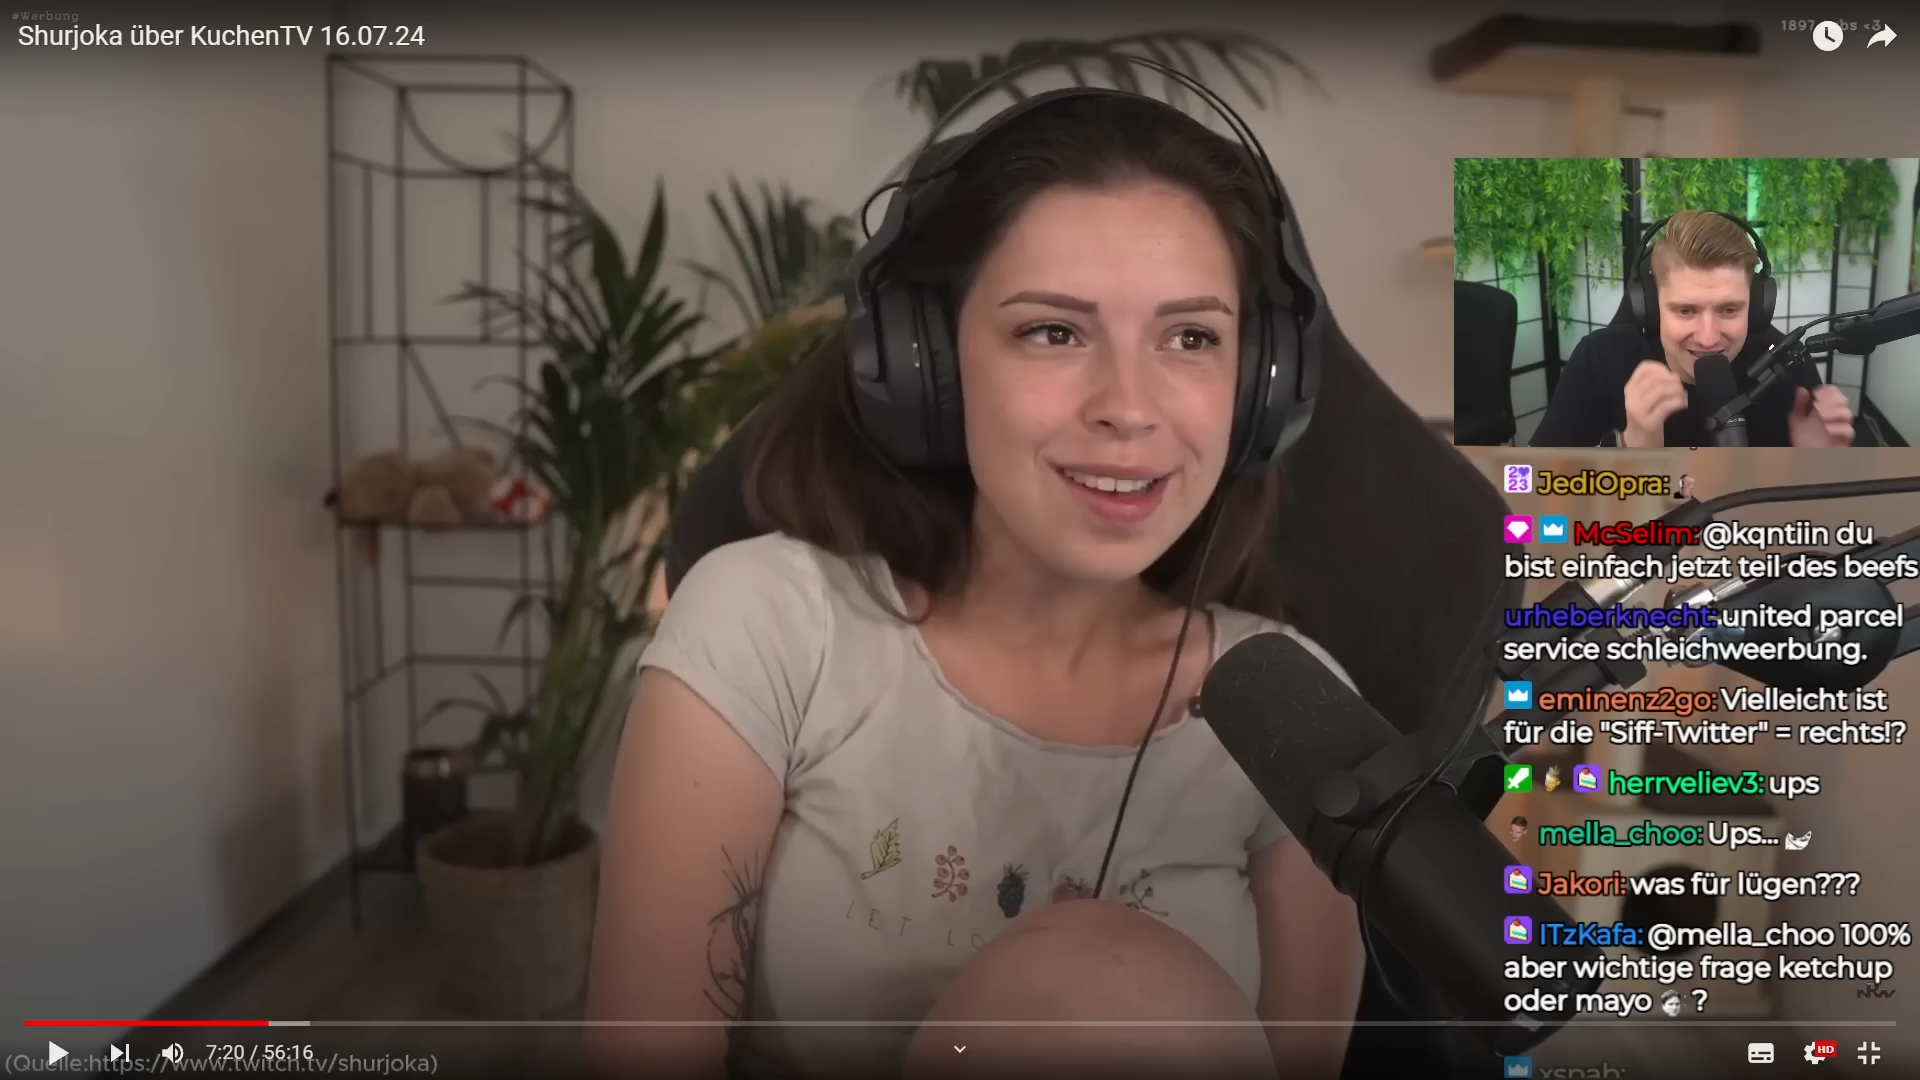 #Werbung
Shurjoka über KuchenTV 16.07.24
JediOpra:
McSelim: @kqntiin du
bist einfach jetzt teil des beefs
urheberknecht: united parcel
service schleichweerbung.
eminenz2go: Vielleicht ist
für die "Siff-Twitter" = rechts!?
herrveliev3: ups
mella_choo: Ups...
Jakori: was für lügen???
ITzKafa: @mella_choo 100%
aber wichtige frage ketchup
oder mayo ?
xspab:
LET
7:20 / 56:16
HD
(Quelle:https://www.twitch.tv/shurjoka)